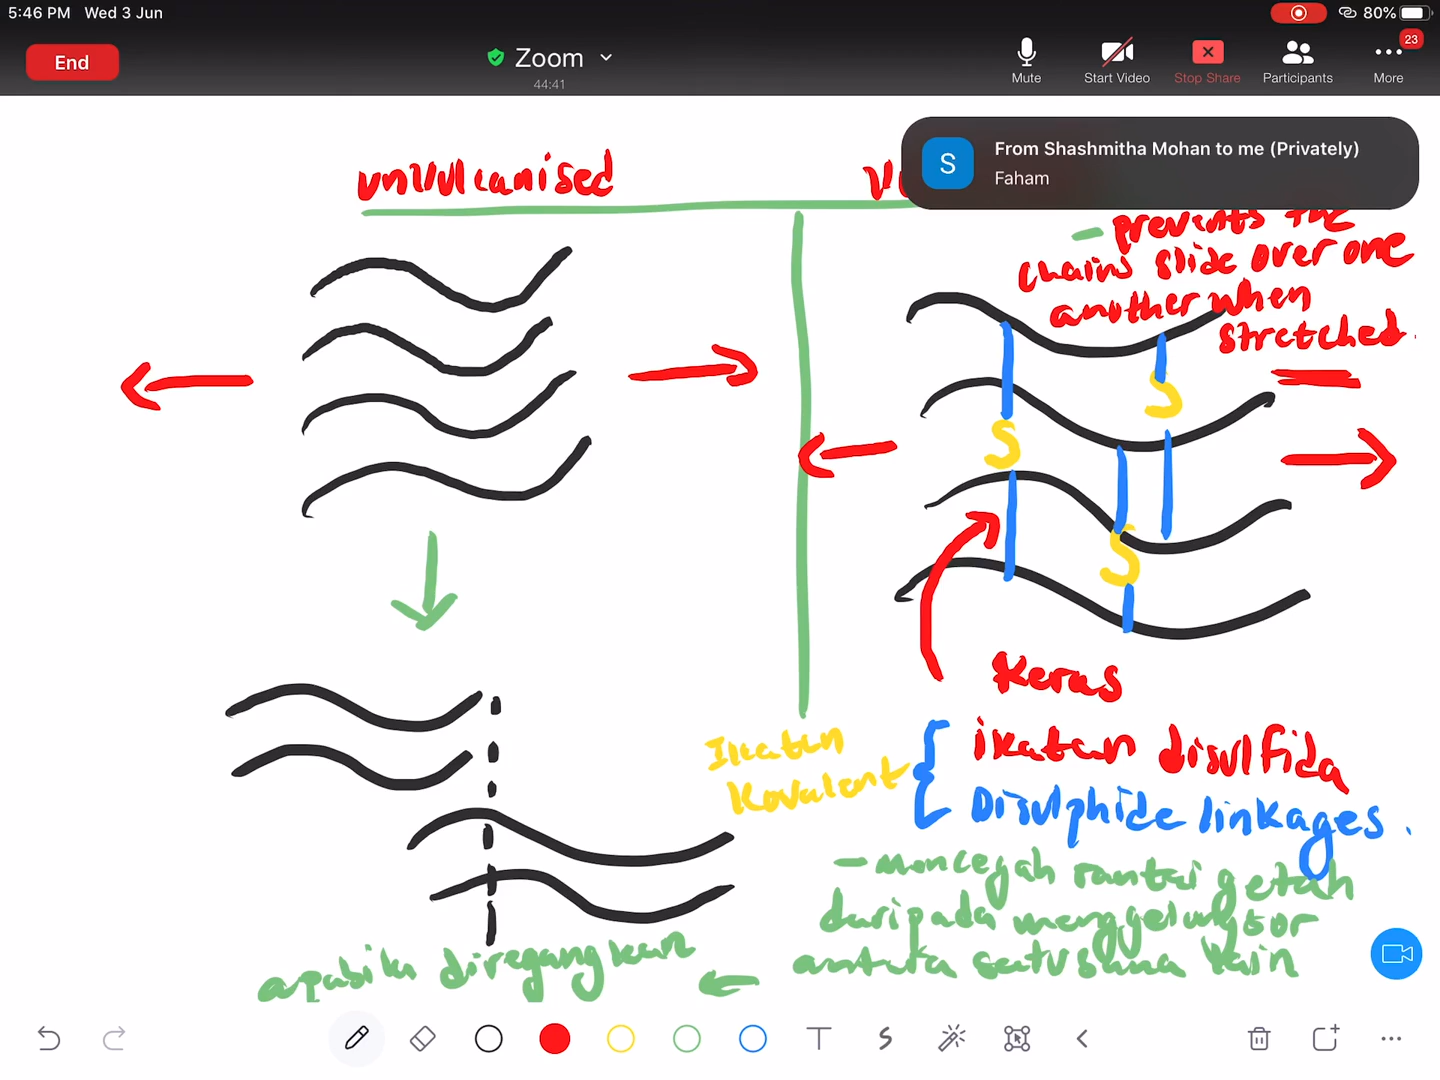 5:46 PM Wed 3 Jun
80%
End
Zoom
44:41
Mute
Start Video
Stop Share
Participants
More
23
S
From Shashmitha Mohan to me (Privately)
Faham
unvulcanised
V
- prevents the
chains slide over one
another when
stretched.
S
S
S
Keras
Ikatan
Kovalent
ikatan disulfida
Disulphide linkages.
- mencegah rantai getah
daripada menggelungsor
antara satu sama lain
apabila diregangkan
T
S